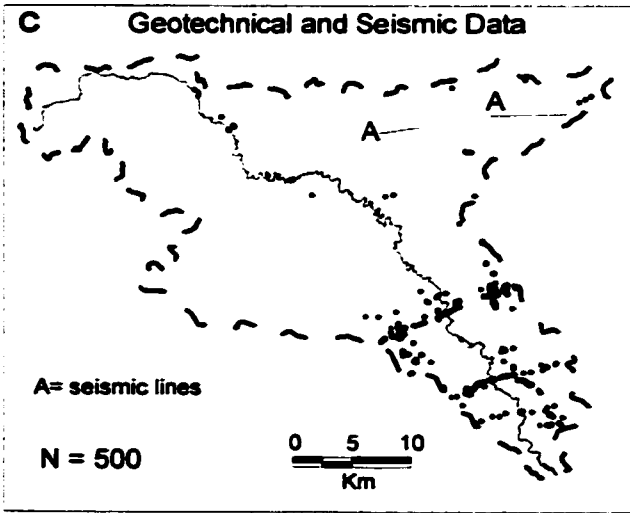 C Geotechnical and Seismic Data
A
A
A= seismic lines
N = 500
0 5 10
Km